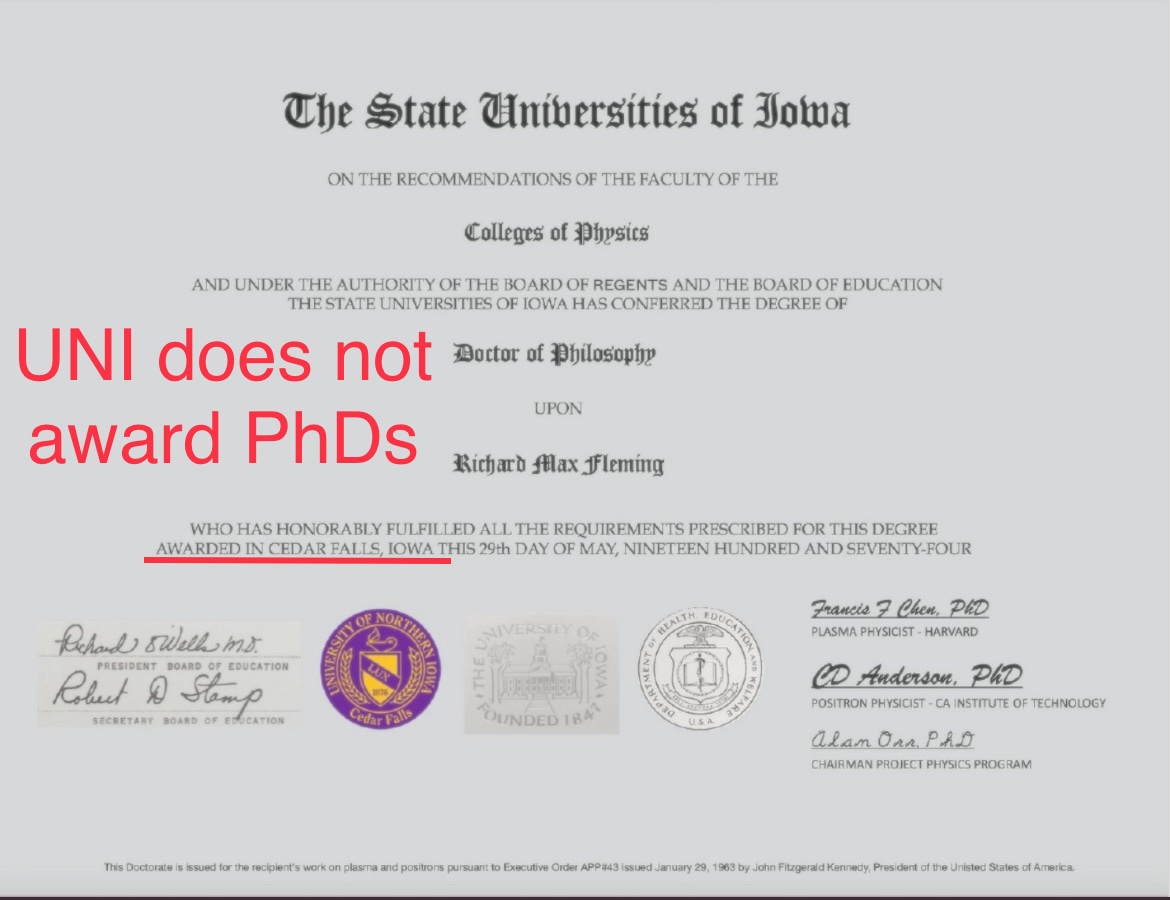 The State Universities of Iowa
ON THE RECOMMENDATIONS OF THE FACULTY OF THE
Colleges of Physics
AND UNDER THE AUTHORITY OF THE BOARD OF REGENTS AND THE BOARD OF EDUCATION
THE STATE UNIVERSITIES OF IOWA HAS CONFERRED THE DEGREE OF
UNI does not
award PhDs
Doctor of Philosophy
UPON
Richard Max Fleming
WHO HAS HONORABLY FULFILLED ALL THE REQUIREMENTS PRESCRIBED FOR THIS DEGREE
AWARDED IN CEDAR FALLS, IOWA THIS 29th DAY OF MAY, NINETEEN HUNDRED AND SEVENTY-FOUR
Richard Wells M.D.
PRESIDENT BOARD OF EDUCATION
Robert D Stamp
SECRETARY BOARD OF EDUCATION
UNIVERSITY OF NORTHERN IOWA
LUX
1876
Cedar Falls
THE UNIVERSITY OF IOWA
FOUNDED 1847
DEPARTMENT OF HEALTH, EDUCATION AND WELFARE
U.S.A.
Francis F Chen, PhD
PLASMA PHYSICIST - HARVARD
CD Anderson, PhD
POSITRON PHYSICIST - CA INSTITUTE OF TECHNOLOGY
Alan Orr, PhD
CHAIRMAN PROJECT PHYSICS PROGRAM
This Doctorate is issued for the recipient's work on plasma and positrons pursuant to Executive Order APP#43 issued January 29, 1963 by John Fitzgerald Kennedy, President of the Unisted States of America.